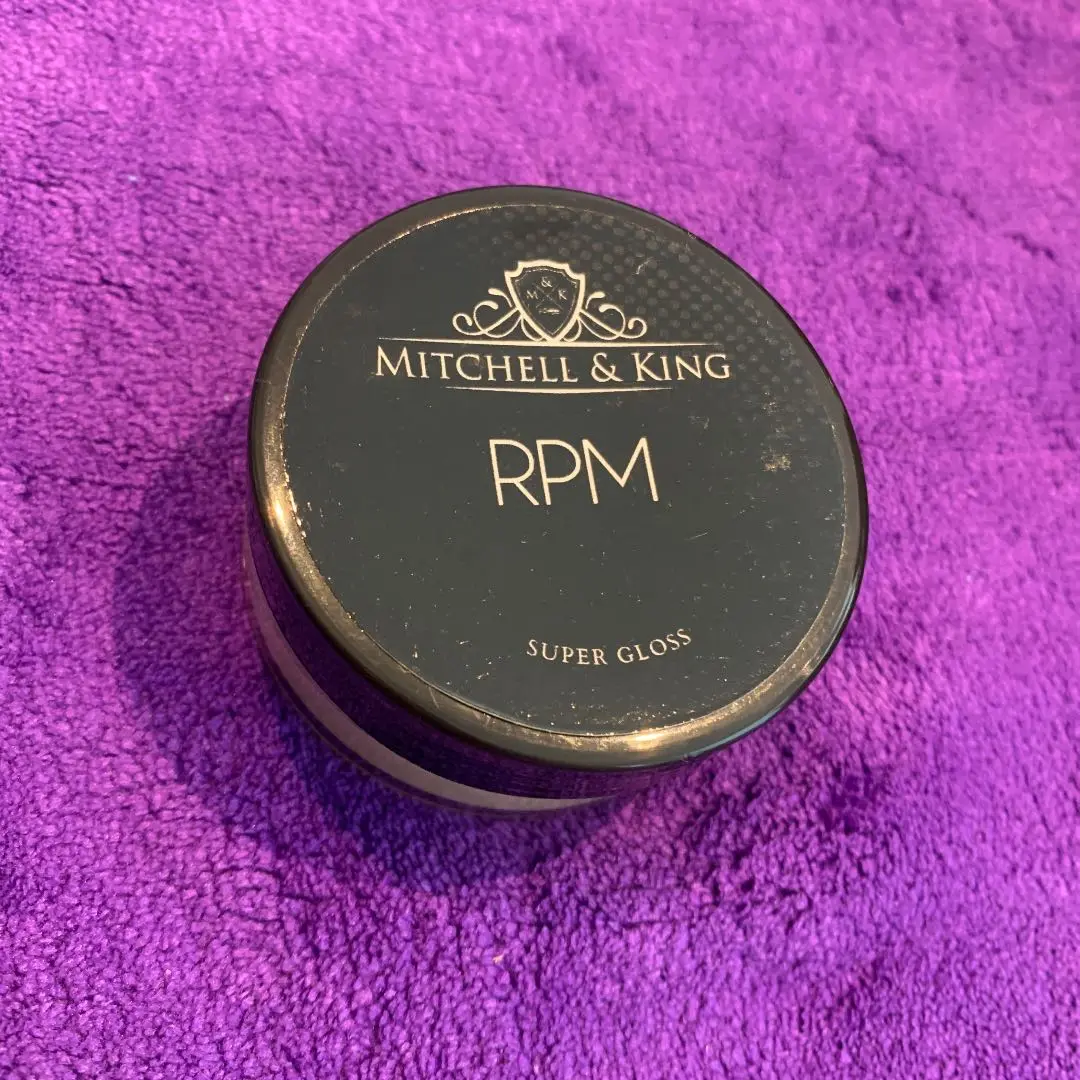 &
M K
MITCHELL & KING
RPM
SUPER GLOSS